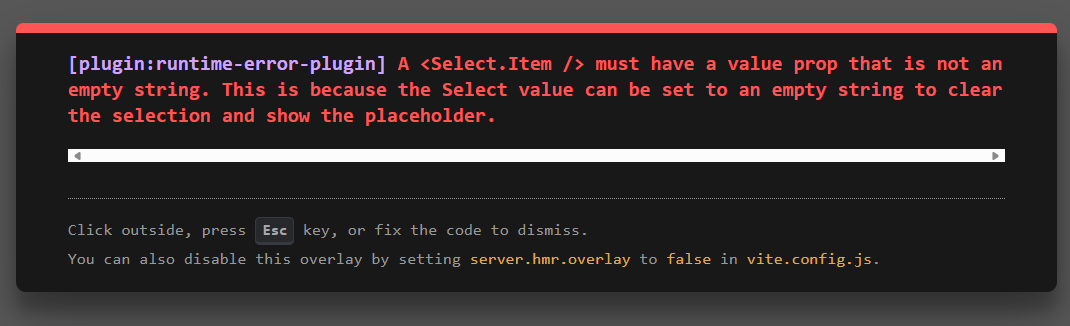 [plugin:runtime-error-plugin] A <Select.Item /> must have a value prop that is not an
empty string. This is because the Select value can be set to an empty string to clear
the selection and show the placeholder.
Click outside, press Esc key, or fix the code to dismiss.
You can also disable this overlay by setting server.hmr.overlay to false in vite.config.js.